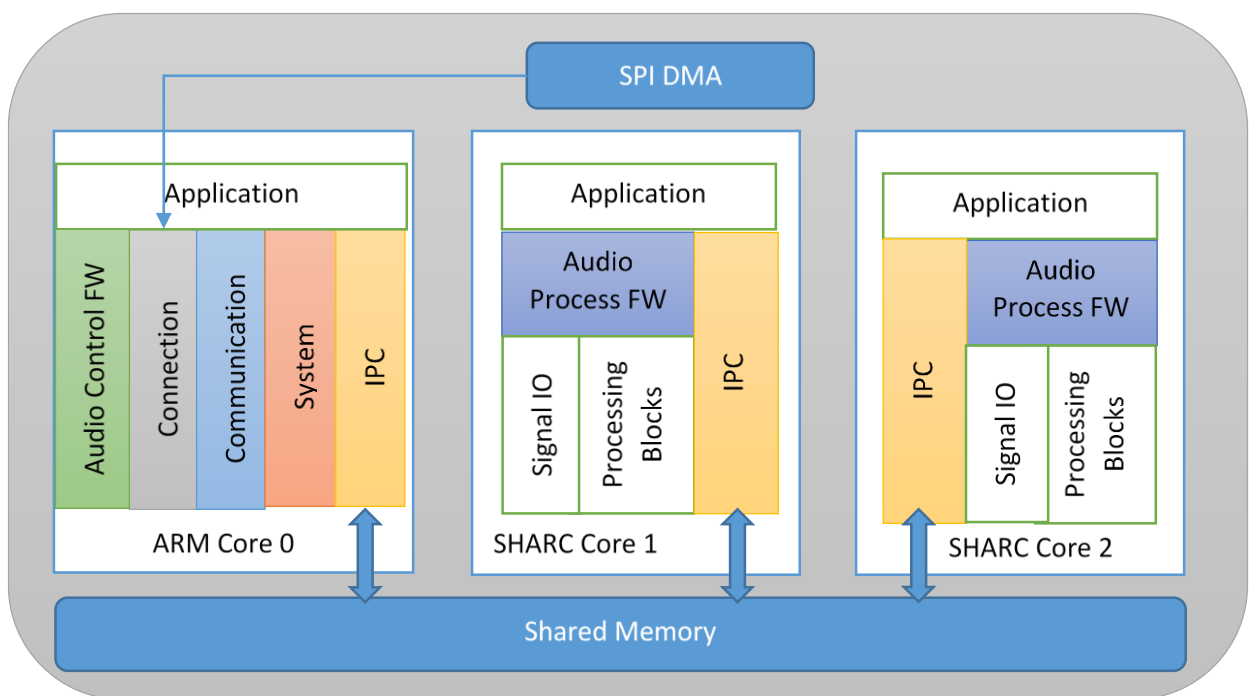 SPI DMA
Application
Audio Control FW
Connection
Communication
System
IPC
ARM Core 0
Application
Audio
Process FW
Signal IO
Processing
Blocks
IPC
SHARC Core 1
Application
IPC
Audio
Process FW
Signal IO
Processing
Blocks
SHARC Core 2
Shared Memory